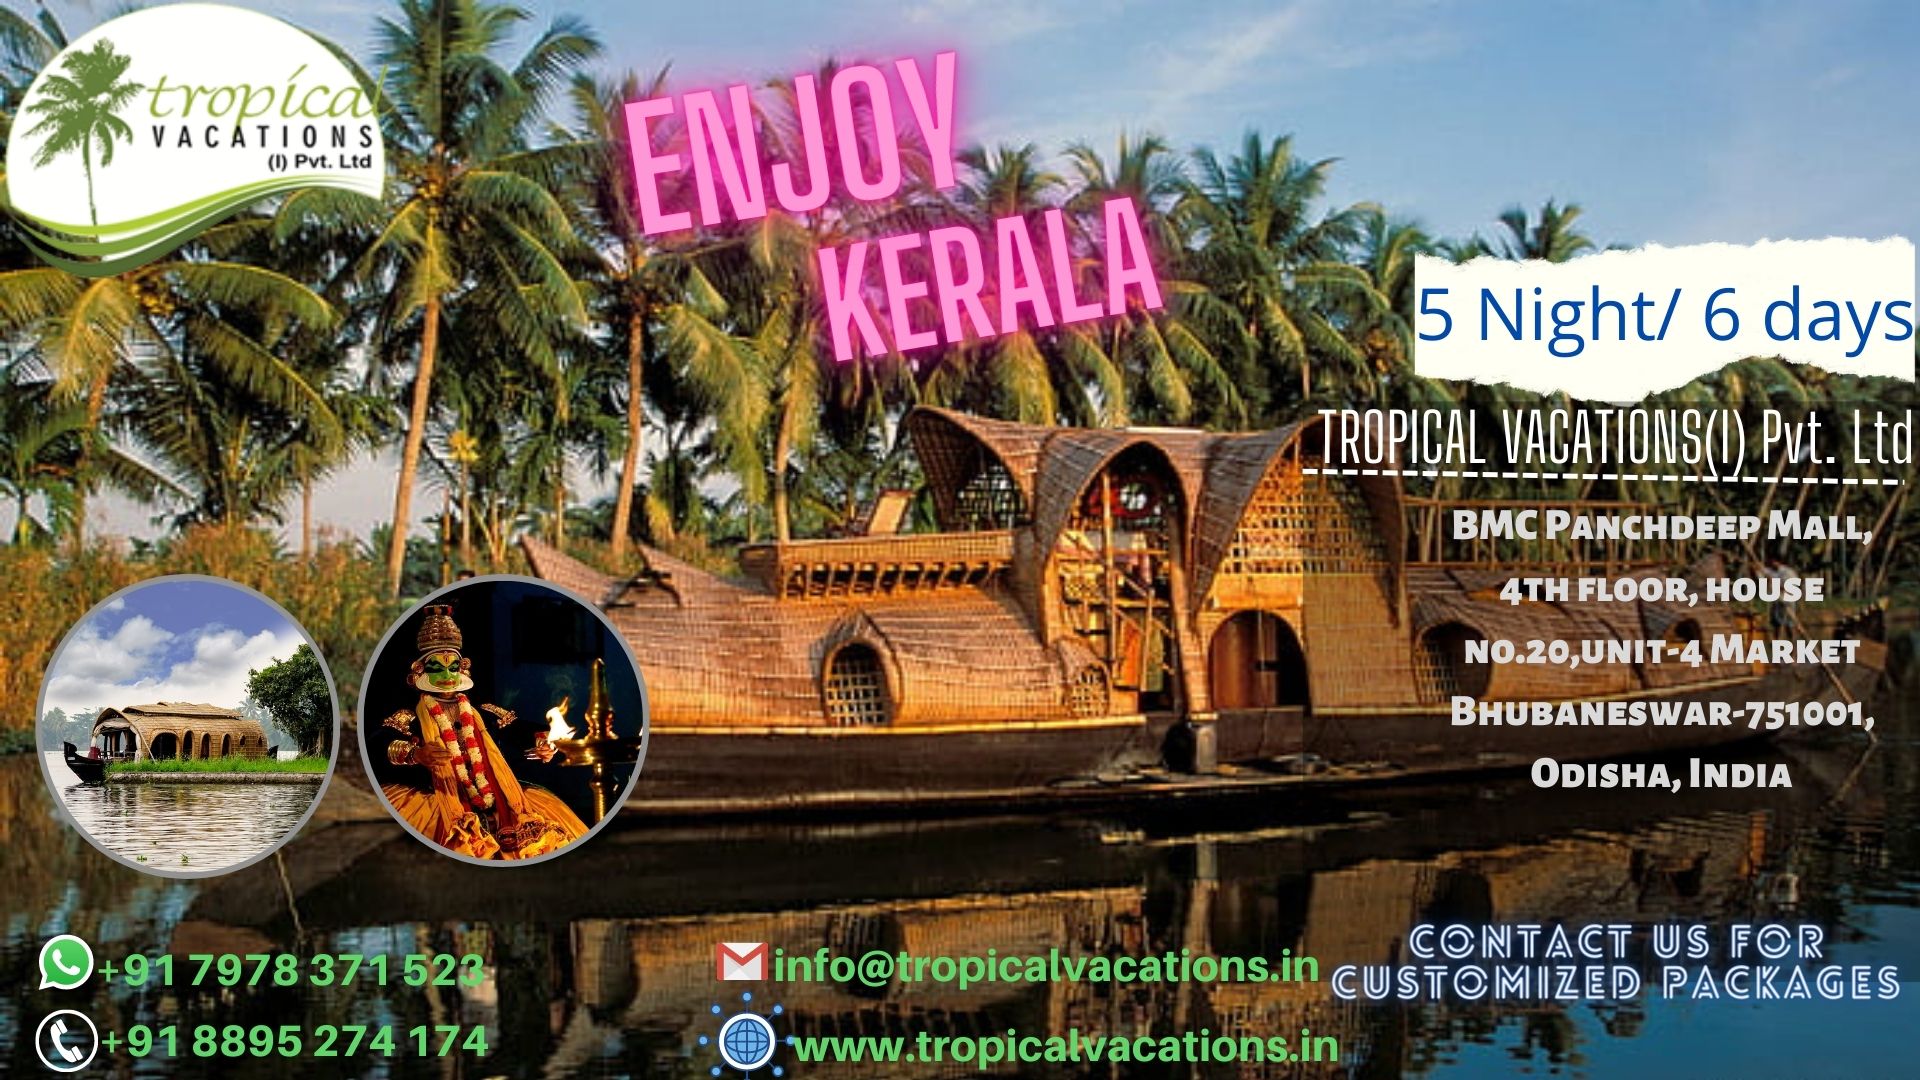 tropical
VACATIONS
(I) Pvt. Ltd
ENJOY
KERALA
5 Night/ 6 days
TROPICAL VACATIONS(I) Pvt. Ltd
BMC Panchdeep Mall,
4th floor, house
no.20,unit-4 Market
Bhubaneswar-751001,
Odisha, India
+91 7978 371 523
+91 8895 274 174
info@tropicalvacations.in
www.tropicalvacations.in
CONTACT US FOR
CUSTOMIZED PACKAGES